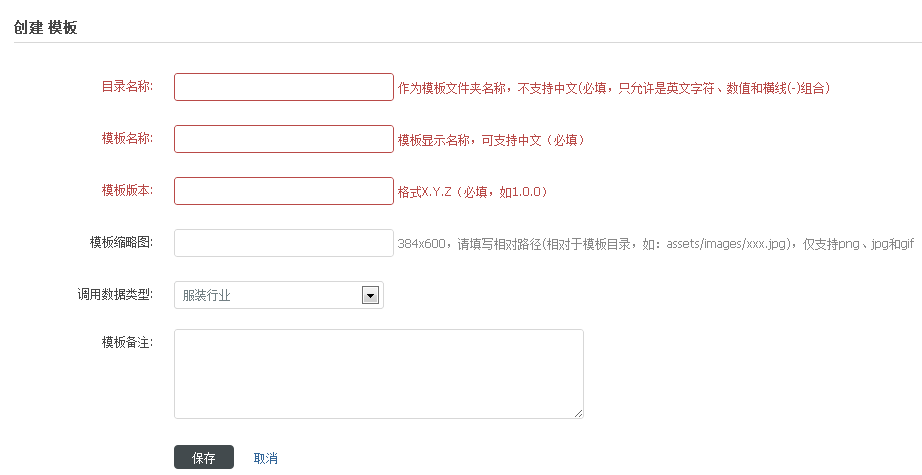 创建 模板
目录名称: 作为模板文件夹名称，不支持中文(必填，只允许是英文字符、数值和横线(-)组合)
模板名称: 模板显示名称，可支持中文（必填）
模板版本: 格式X.Y.Z（必填，如1.0.0）
模板缩略图: 384x600，请填写相对路径(相对于模板目录，如：assets/images/xxx.jpg)，仅支持png、jpg和gif
调用数据类型: 服装行业
模板备注:
保存 取消